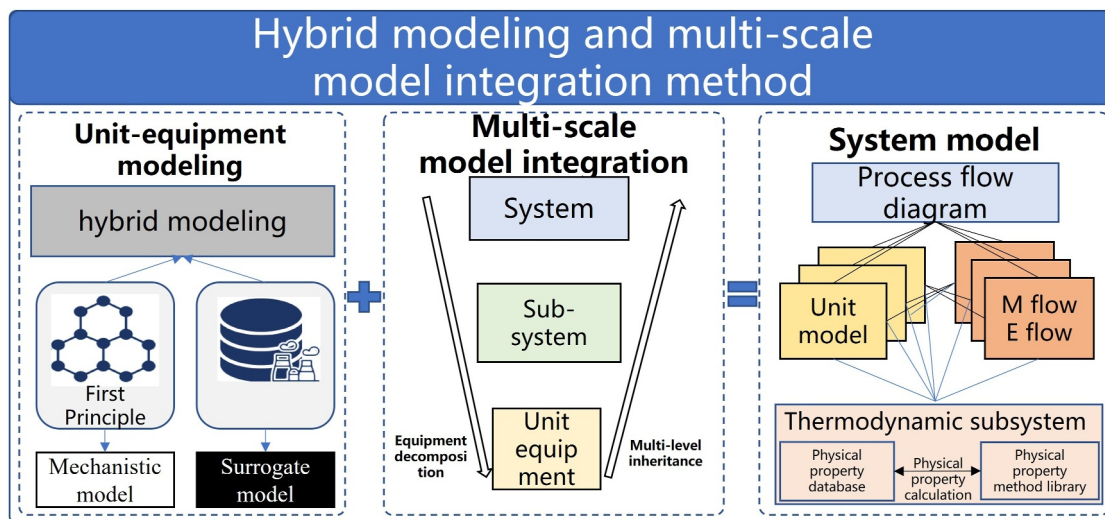 Hybrid modeling and multi-scale
model integration method
Unit-equipment
modeling
hybrid modeling
First
Principle
Mechanistic
model
Surrogate
model
Multi-scale
model integration
System
Sub-
system
Unit
equip
ment
Equipment
decomposi
tion
Multi-level
inheritance
System model
Process flow
diagram
Unit
model
M flow
E flow
Thermodynamic subsystem
Physical
property
database
Physical
property
calculation
Physical
property
method library